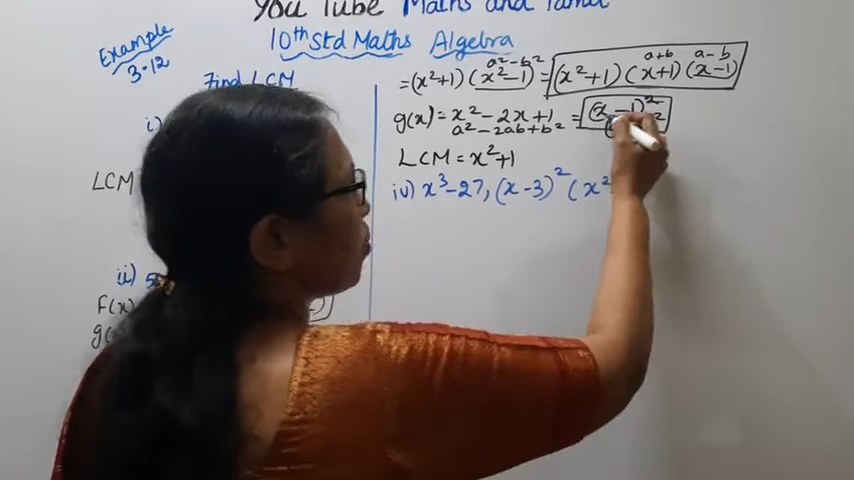 You Tube Maths and Tamil
10th Std Maths Algebra
Example
3.12
Find LCM
i)
LCM
ii) 5
f(x)
g(x)
a²-b² a+b a-b
=(x²+1) (x²-1) = (x²+1) (x+1) (x-1)
g(x) = x²-2x+1 = (x-1)²
a²-2ab+b²
LCM = x²+1
iv) x³-27, (x-3)² (x²